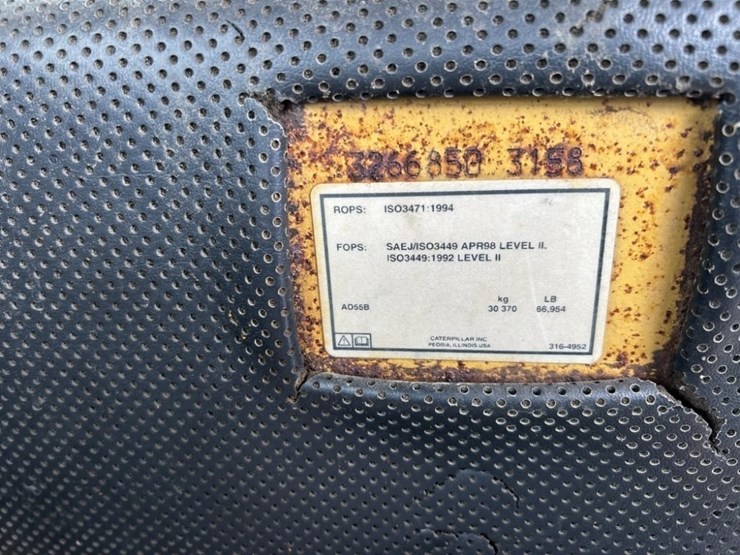 3266850 3158
ROPS: ISO3471:1994
FOPS: SAEJ/ISO3449 APR98 LEVEL II.
ISO3449:1992 LEVEL II
kg LB
AD55B 30 370 66,954
CATERPILLAR INC
PEORIA, ILLINOIS USA 316-4952